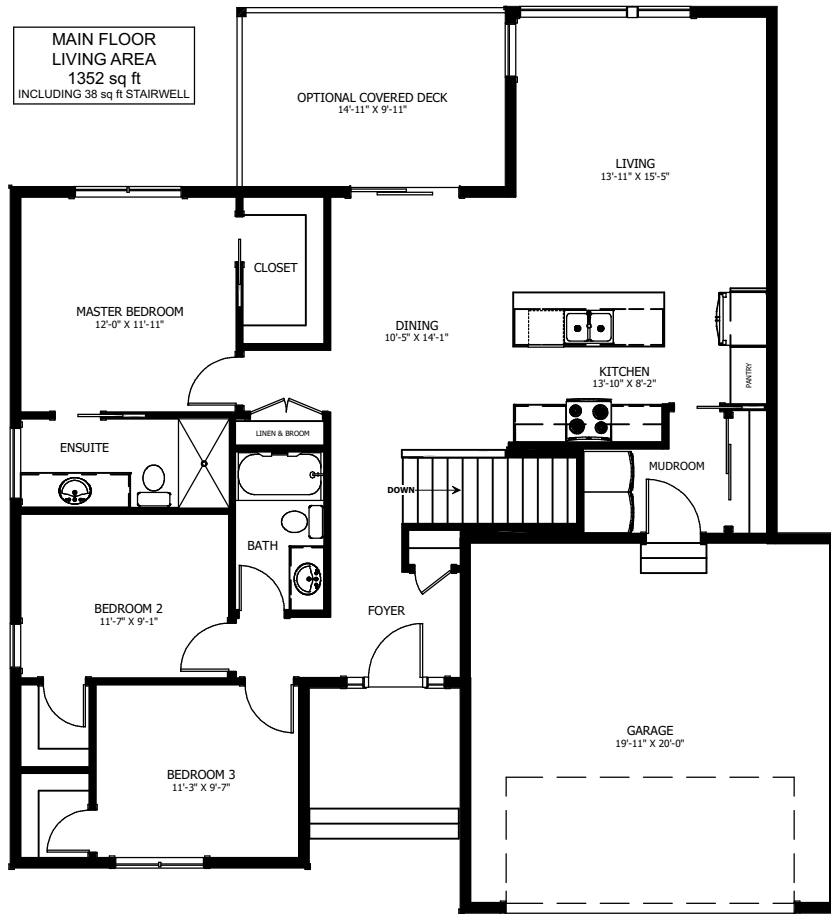 MAIN FLOOR
LIVING AREA
1352 sq ft
INCLUDING 38 sq ft STAIRWELL
OPTIONAL COVERED DECK
14'-11" X 9'-11"
LIVING
13'-11" X 15'-5"
CLOSET
MASTER BEDROOM
12'-0" X 11'-11"
DINING
10'-5" X 14'-1"
KITCHEN
13'-10" X 8'-2"
PANTRY
LINEN & BROOM
ENSUITE
MUDROOM
DOWN
BATH
BEDROOM 2
11'-7" X 9'-1"
FOYER
GARAGE
19'-11" X 20'-0"
BEDROOM 3
11'-3" X 9'-7"